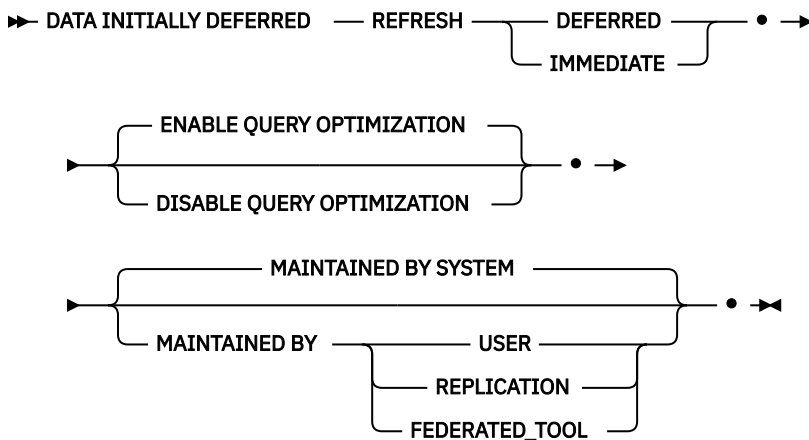 DATA INITIALLY DEFERRED REFRESH DEFERRED
IMMEDIATE
ENABLE QUERY OPTIMIZATION
DISABLE QUERY OPTIMIZATION
MAINTAINED BY SYSTEM
MAINTAINED BY USER
REPLICATION
FEDERATED_TOOL